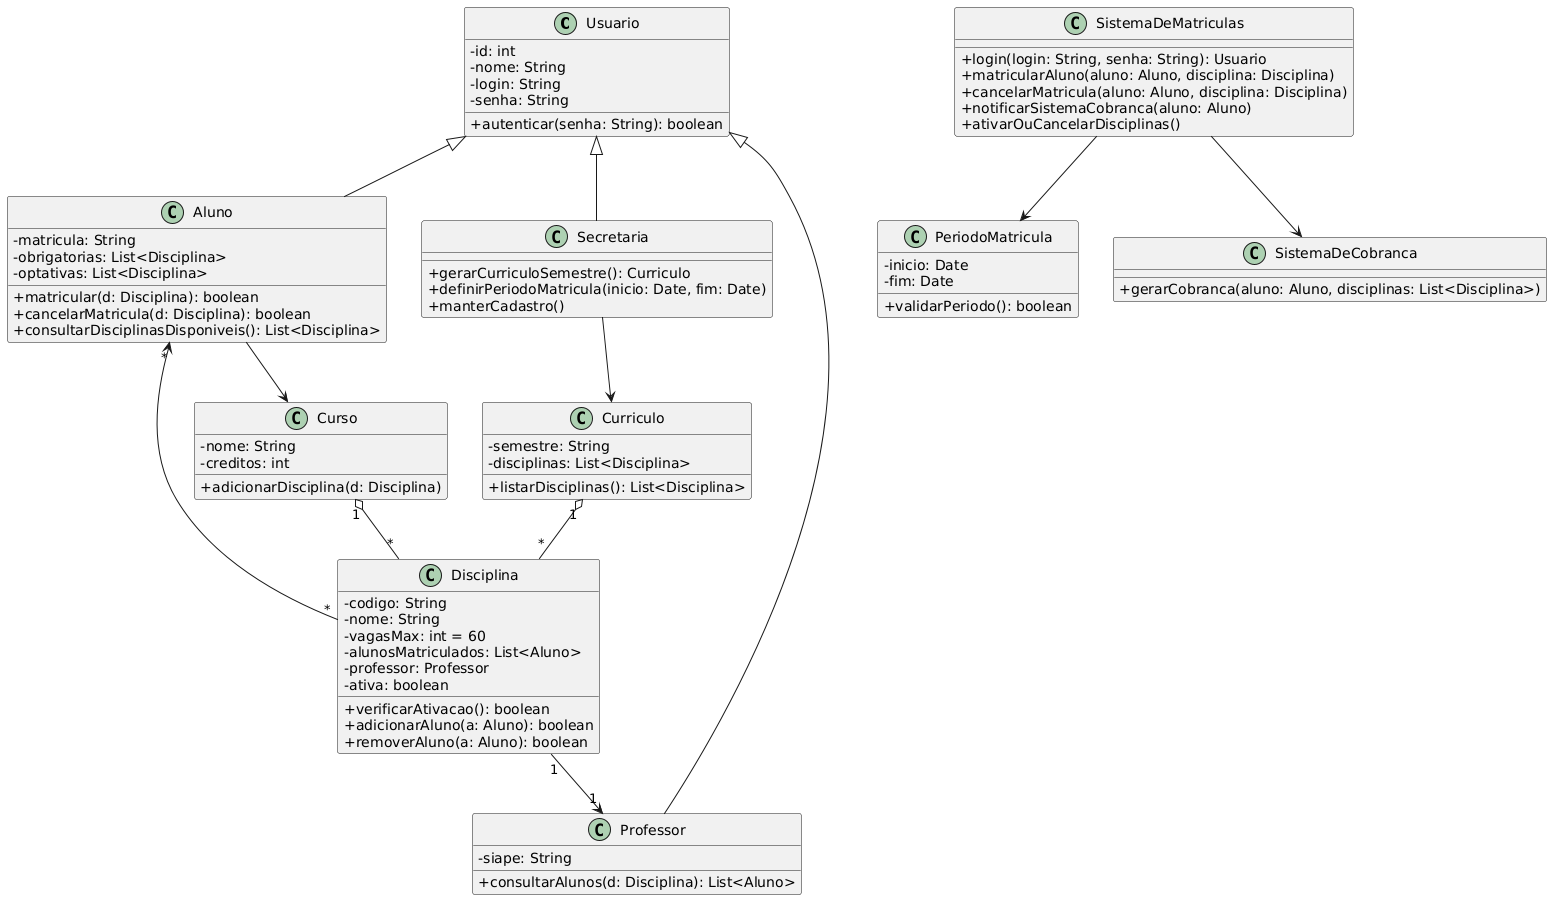 C Usuario
-id: int
-nome: String
-login: String
-senha: String
+autenticar(senha: String): boolean
C SistemaDeMatriculas
+login(login: String, senha: String): Usuario
+matricularAluno(aluno: Aluno, disciplina: Disciplina)
+cancelarMatricula(aluno: Aluno, disciplina: Disciplina)
+notificarSistemaCobranca(aluno: Aluno)
+ativarOuCancelarDisciplinas()
C Aluno
-matricula: String
-obrigatorias: List<Disciplina>
-optativas: List<Disciplina>
+matricular(d: Disciplina): boolean
+cancelarMatricula(d: Disciplina): boolean
+consultarDisciplinasDisponiveis(): List<Disciplina>
C Secretaria
+gerarCurriculoSemestre(): Curriculo
+definirPeriodoMatricula(inicio: Date, fim: Date)
+manterCadastro()
C PeriodoMatricula
-inicio: Date
-fim: Date
+validarPeriodo(): boolean
C SistemaDeCobranca
+gerarCobranca(aluno: Aluno, disciplinas: List<Disciplina>)
*
C Curso
-nome: String
-creditos: int
+adicionarDisciplina(d: Disciplina)
C Curriculo
-semestre: String
-disciplinas: List<Disciplina>
+listarDisciplinas(): List<Disciplina>
1
1
*
*
*
C Disciplina
-codigo: String
-nome: String
-vagasMax: int = 60
-alunosMatriculados: List<Aluno>
-professor: Professor
-ativa: boolean
+verificarAtivacao(): boolean
+adicionarAluno(a: Aluno): boolean
+removerAluno(a: Aluno): boolean
1
1
C Professor
-siape: String
+consultarAlunos(d: Disciplina): List<Aluno>